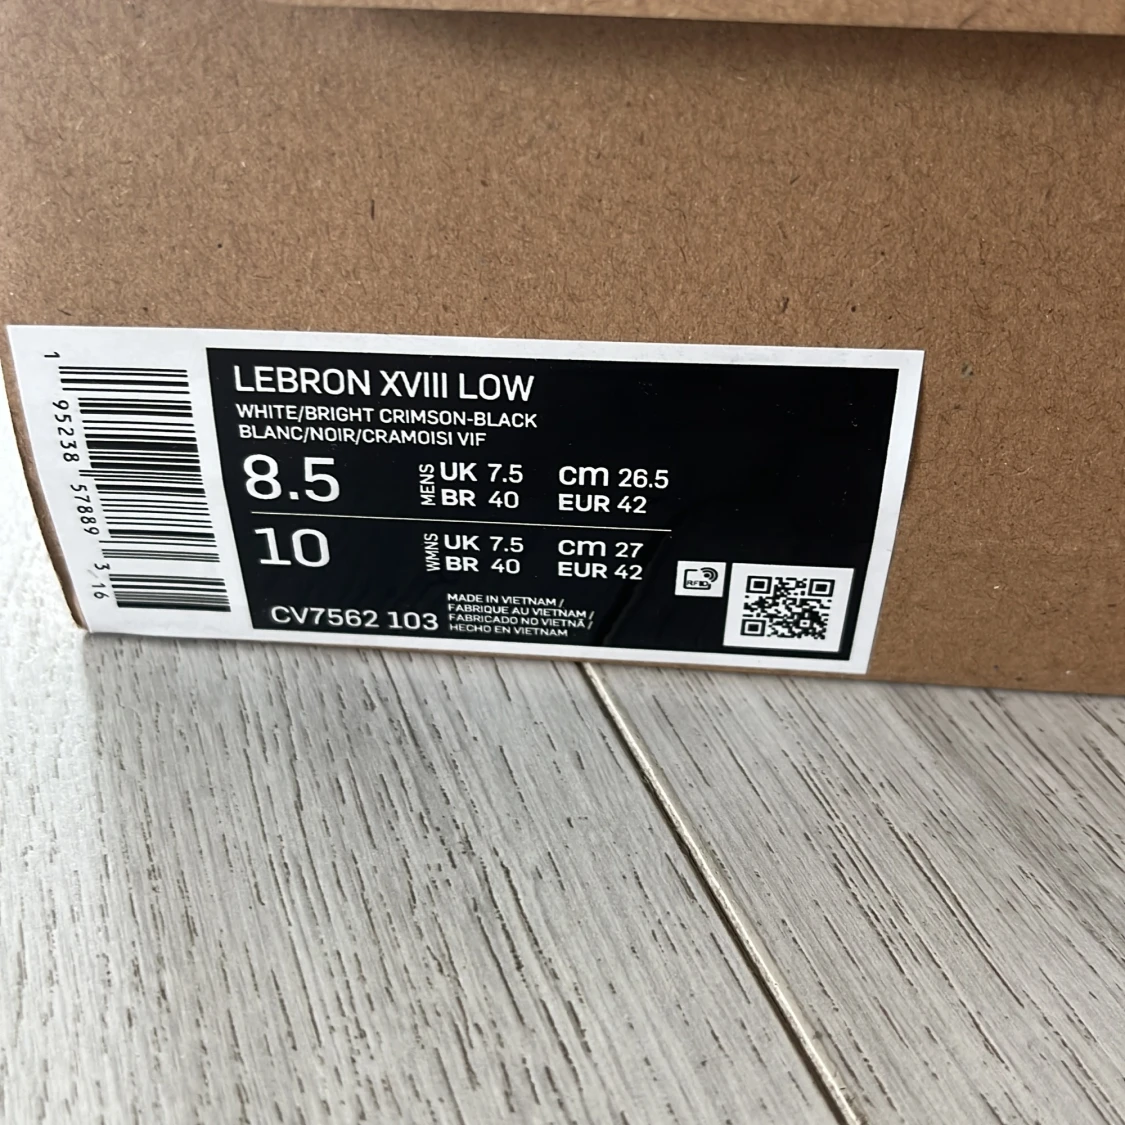 LEBRON XVIII LOW
WHITE/BRIGHT CRIMSON-BLACK
BLANC/NOIR/CRAMOISI VIF
8.5 MENS UK 7.5 cm 26.5
BR 40 EUR 42
10 WMNS UK 7.5 cm 27
BR 40 EUR 42
RFID
CV7562 103
MADE IN VIETNAM /
FABRIQUE AU VIETNAM /
FABRICADO NO VIETNÃ /
HECHO EN VIETNAM
1 95238 57889 3 16